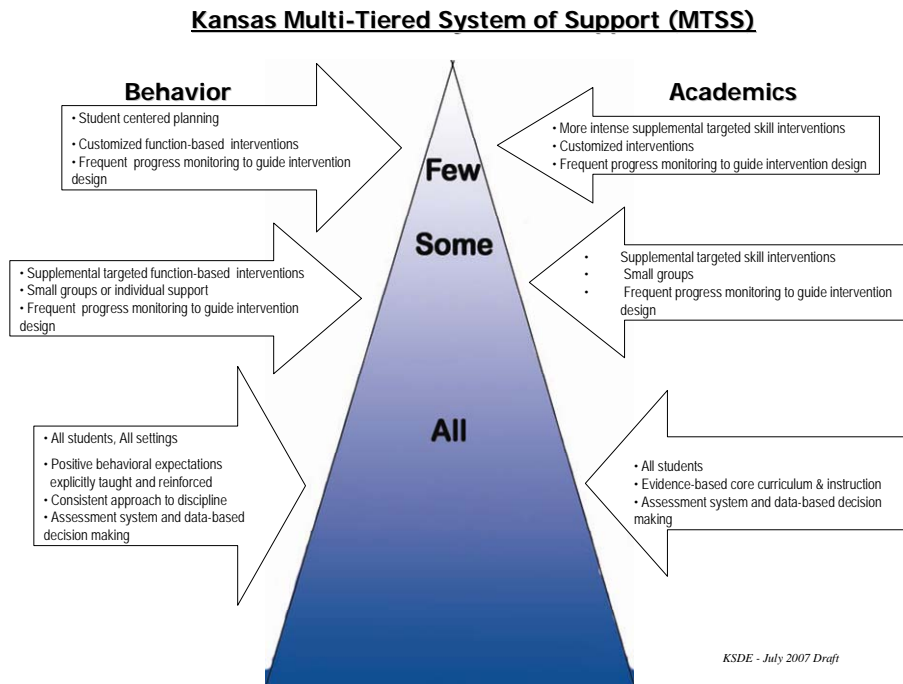 Kansas Multi-Tiered System of Support (MTSS)
Behavior
• Student centered planning
• Customized function-based interventions
• Frequent progress monitoring to guide intervention
design
• Supplemental targeted function-based interventions
• Small groups or individual support
• Frequent progress monitoring to guide intervention
design
• All students, All settings
• Positive behavioral expectations
explicitly taught and reinforced
• Consistent approach to discipline
• Assessment system and data-based
decision making
Few
Some
All
Academics
• More intense supplemental targeted skill interventions
• Customized interventions
• Frequent progress monitoring to guide intervention design
• Supplemental targeted skill interventions
• Small groups
• Frequent progress monitoring to guide intervention
design
• All students
• Evidence-based core curriculum & instruction
• Assessment system and data-based decision
making
KSDE - July 2007 Draft